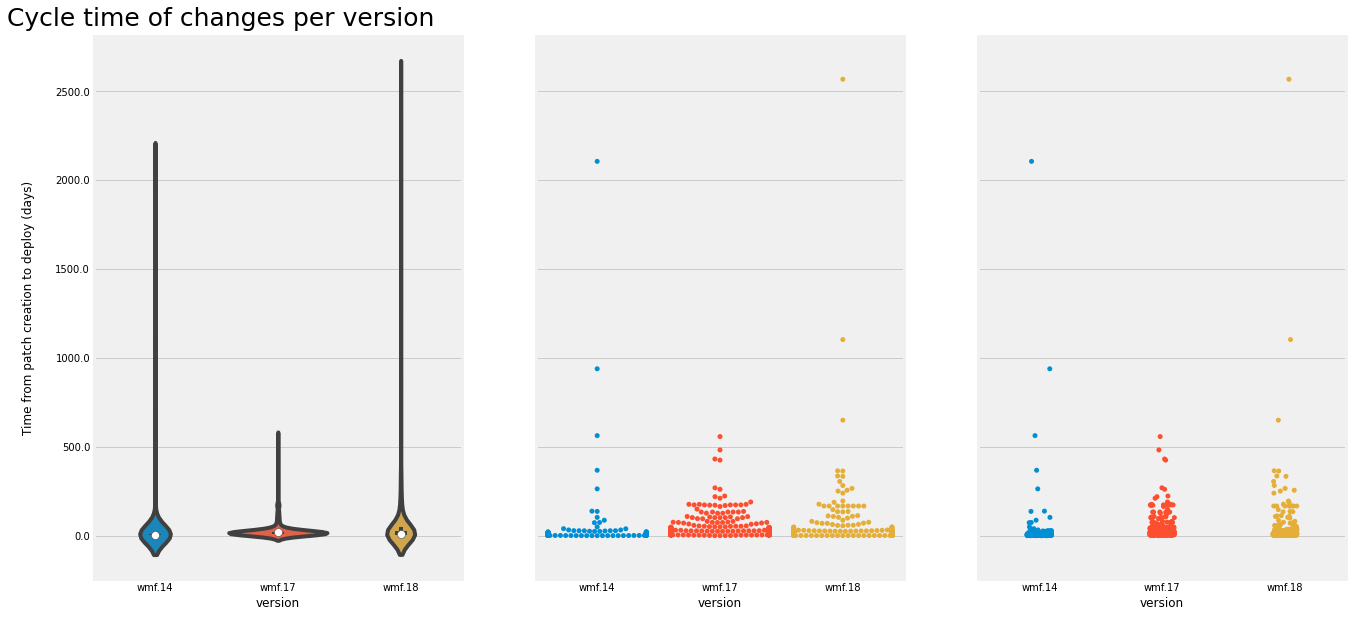 Cycle time of changes per version
Time from patch creation to deploy (days)
2500.0
2000.0
1500.0
1000.0
500.0
0.0
wmf.14 wmf.17 wmf.18
version
wmf.14 wmf.17 wmf.18
version
wmf.14 wmf.17 wmf.18
version